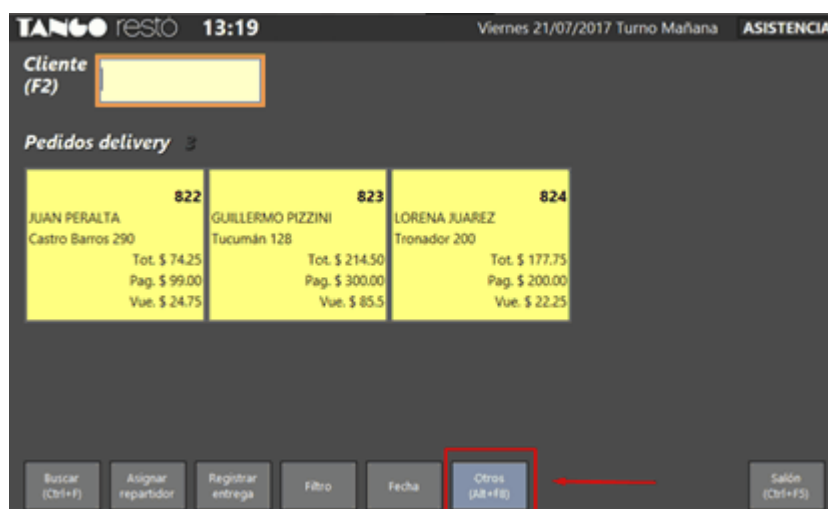 TANGO restó 13:19 Viernes 21/07/2017 Turno Mañana ASISTENCIA
Cliente
(F2)
Pedidos delivery 3
822
JUAN PERALTA
Castro Barros 290
Tot. $ 74.25
Pag. $ 99.00
Vue. $ 24.75
823
GUILLERMO PIZZINI
Tucumán 128
Tot. $ 214.50
Pag. $ 300.00
Vue. $ 85.5
824
LORENA JUAREZ
Tronador 200
Tot. $ 177.75
Pag. $ 200.00
Vue. $ 22.25
Buscar
(Ctrl+F)
Asignar
repartidor
Registrar
entrega
Filtro
Fecha
Otros
(Alt+F8)
Salón
(Ctrl+F5)